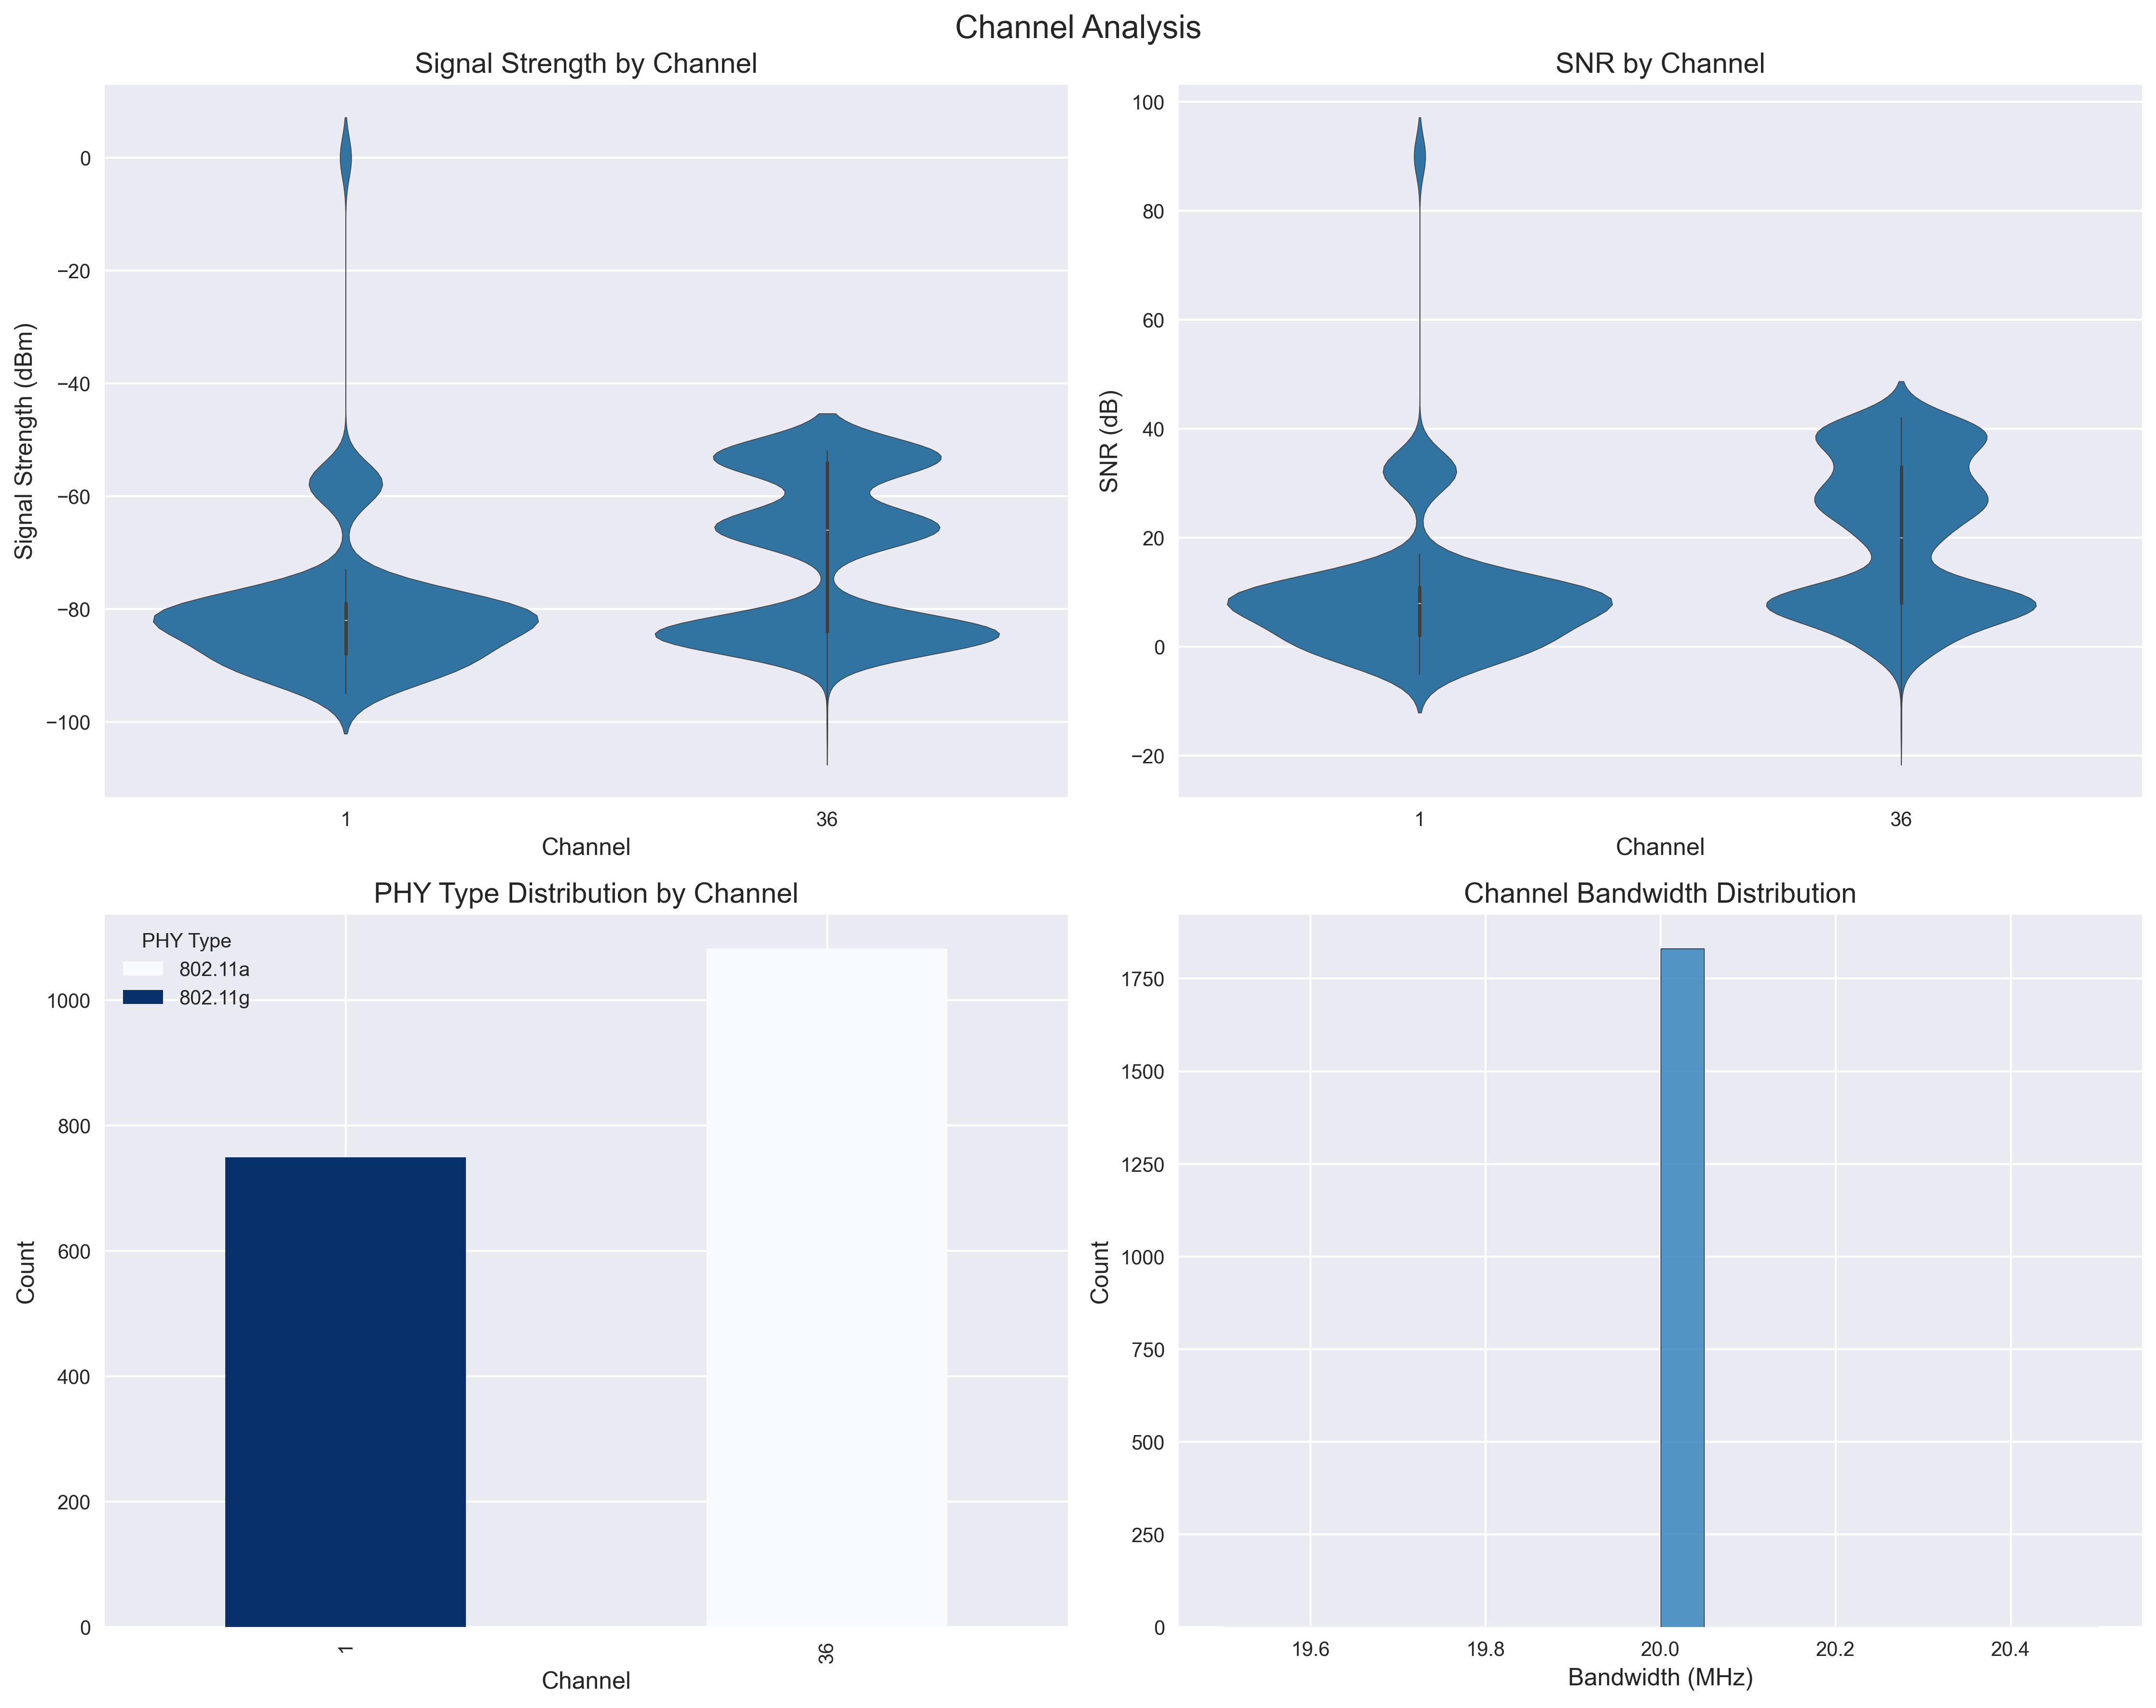 Channel Analysis
Signal Strength by Channel
Signal Strength (dBm)
0
−20
−40
−60
−80
−100
1
36
Channel
SNR by Channel
SNR (dB)
100
80
60
40
20
0
−20
1
36
Channel
PHY Type Distribution by Channel
PHY Type
802.11a
802.11g
Count
1000
800
600
400
200
0
1
36
Channel
Channel Bandwidth Distribution
Count
1750
1500
1250
1000
750
500
250
0
19.6
19.8
20.0
20.2
20.4
Bandwidth (MHz)